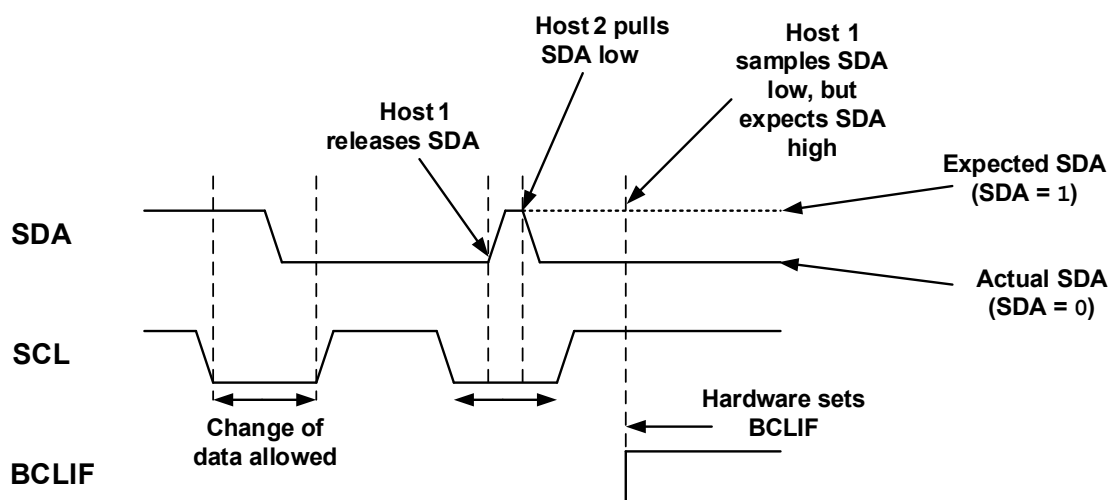 Host 2 pulls
SDA low
Host 1
samples SDA
low, but
expects SDA
high
Host 1
releases SDA
Expected SDA
(SDA = 1)
SDA
Actual SDA
(SDA = 0)
SCL
Change of
data allowed
Hardware sets
BCLIF
BCLIF